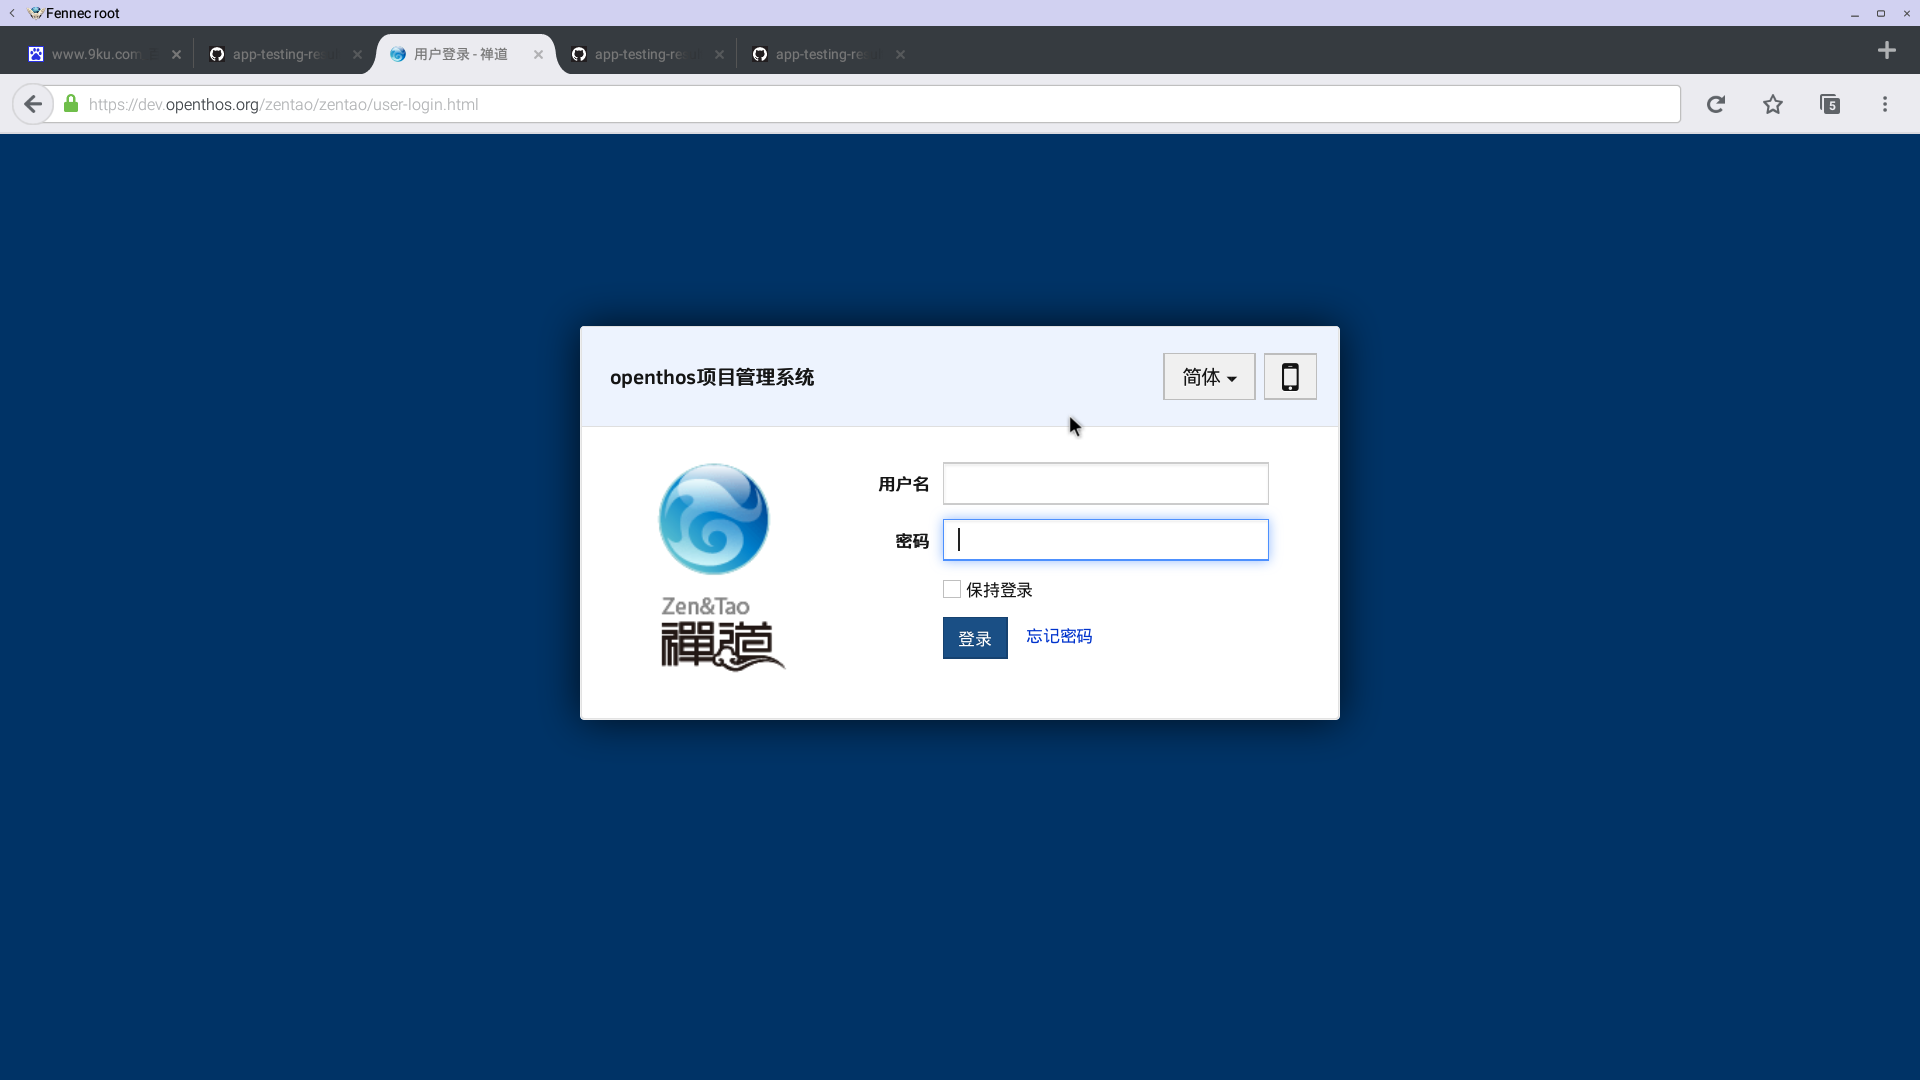 Fennec root
www.9ku.com
app-testing-re
用户登录 - 禅道
app-testing-re
app-testing-re
https://dev.openthos.org/zentao/zentao/user-login.html
5
openthos项目管理系统
简体
用户名
密码
保持登录
登录
忘记密码
Zen&Tao
禪道